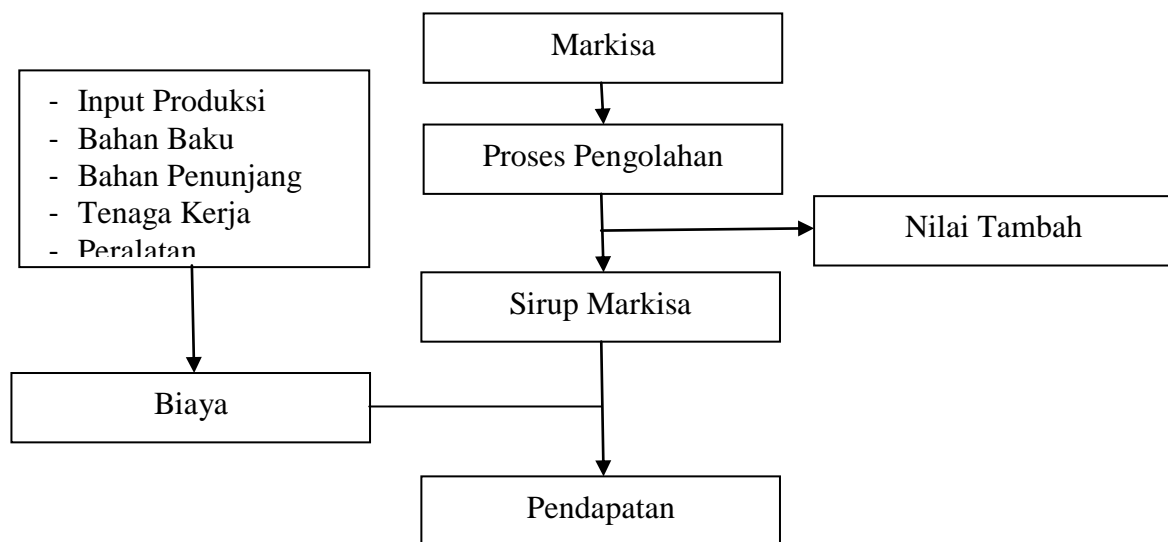 Markisa
- Input Produksi
- Bahan Baku
- Bahan Penunjang
- Tenaga Kerja
- Peralatan
Proses Pengolahan
Nilai Tambah
Sirup Markisa
Biaya
Pendapatan